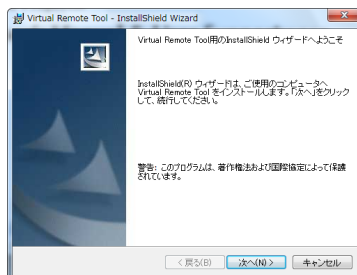 Virtual Remote Tool - InstallShield Wizard
Virtual Remote Tool用のInstallShield ウィザードへようこそ
InstallShield(R) ウィザードは、ご使用のコンピュータへ
Virtual Remote Tool をインストールします。「次へ」をクリック
して、続行してください。
警告: このプログラムは、著作権法および国際協定によって保護
されています。
< 戻る(B)
次へ(N) >
キャンセル